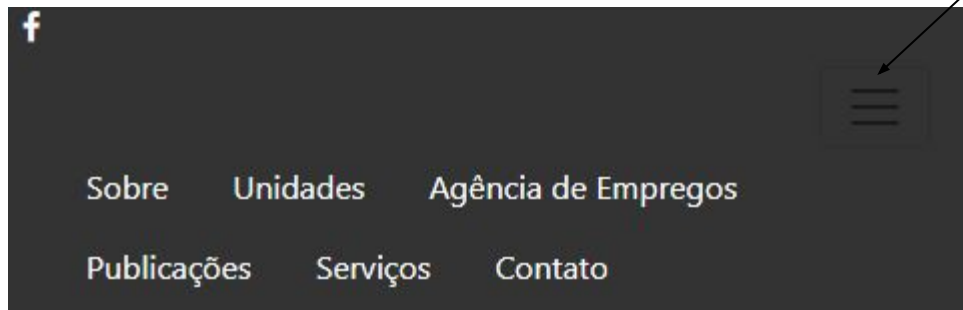 f
Sobre Unidades Agência de Empregos
Publicações Serviços Contato